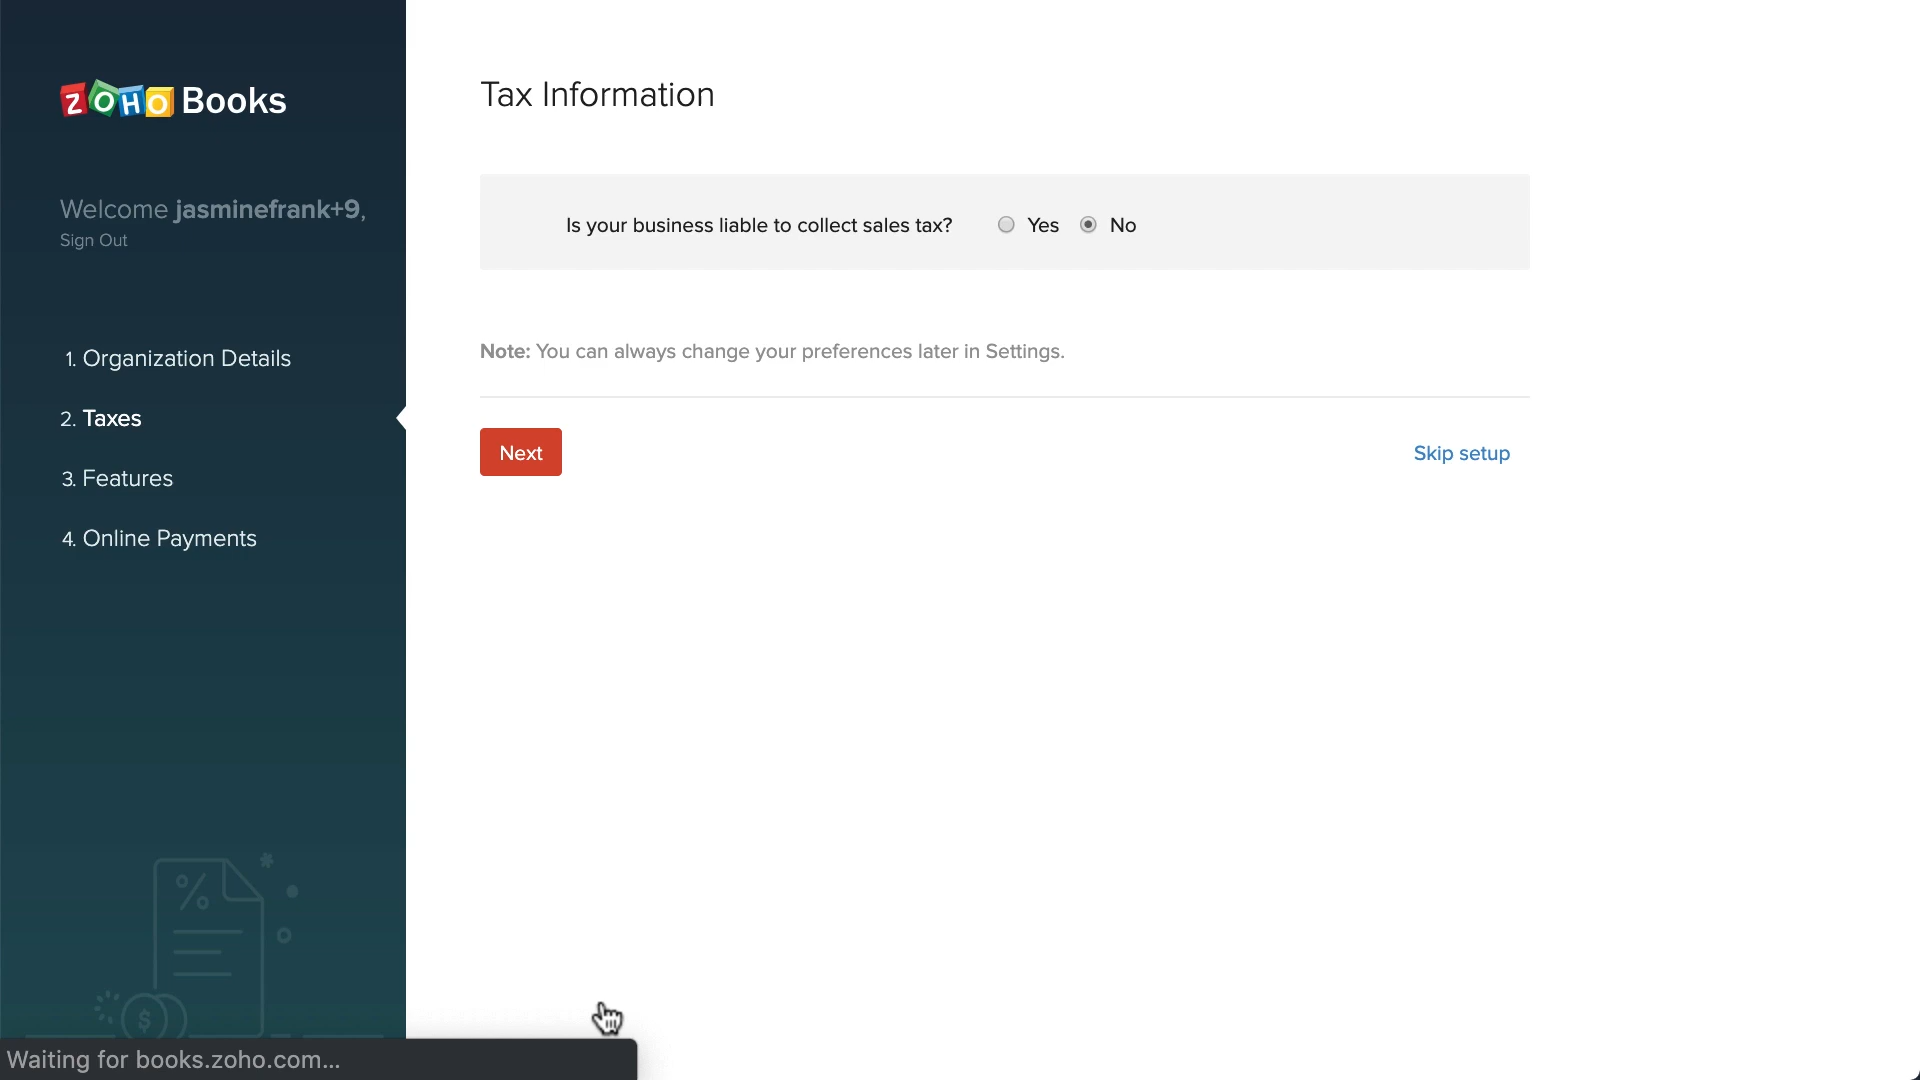 ZOHO Books
Welcome jasminefrank+9,
Sign Out
1. Organization Details
2. Taxes
3. Features
4. Online Payments
Tax Information
Is your business liable to collect sales tax? Yes No
Note: You can always change your preferences later in Settings.
Next
Skip setup
%
$
Waiting for books.zoho.com...